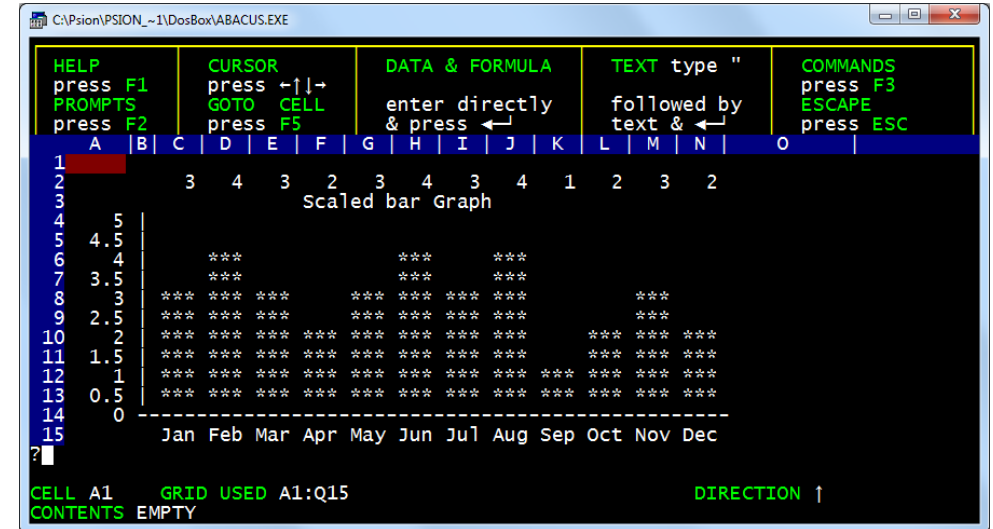 C:\Psion\PSION_~1\DosBox\ABACUS.EXE
HELP CURSOR DATA & FORMULA TEXT type " COMMANDS
press F1 press ←↑↓→ press F3
PROMPTS GOTO CELL enter directly followed by ESCAPE
press F2 press F5 & press ↵ text & ↵ press ESC
A |B| C | D | E | F | G | H | I | J | K | L | M | N | O |
1
2 3 4 3 2 3 4 3 4 1 2 3 2
3 Scaled bar Graph
4 5 |
5 4.5 |
6 4 | *** *** ***
7 3.5 | *** *** ***
8 3 | *** *** *** *** *** *** *** ***
9 2.5 | *** *** *** *** *** *** *** ***
10 2 | *** *** *** *** *** *** *** *** *** *** ***
11 1.5 | *** *** *** *** *** *** *** *** *** *** ***
12 1 | *** *** *** *** *** *** *** *** *** *** *** ***
13 0.5 | *** *** *** *** *** *** *** *** *** *** *** ***
14 0 --------------------------------------------------
15 Jan Feb Mar Apr May Jun Jul Aug Sep Oct Nov Dec
?
CELL A1 GRID USED A1:Q15 DIRECTION ↑
CONTENTS EMPTY